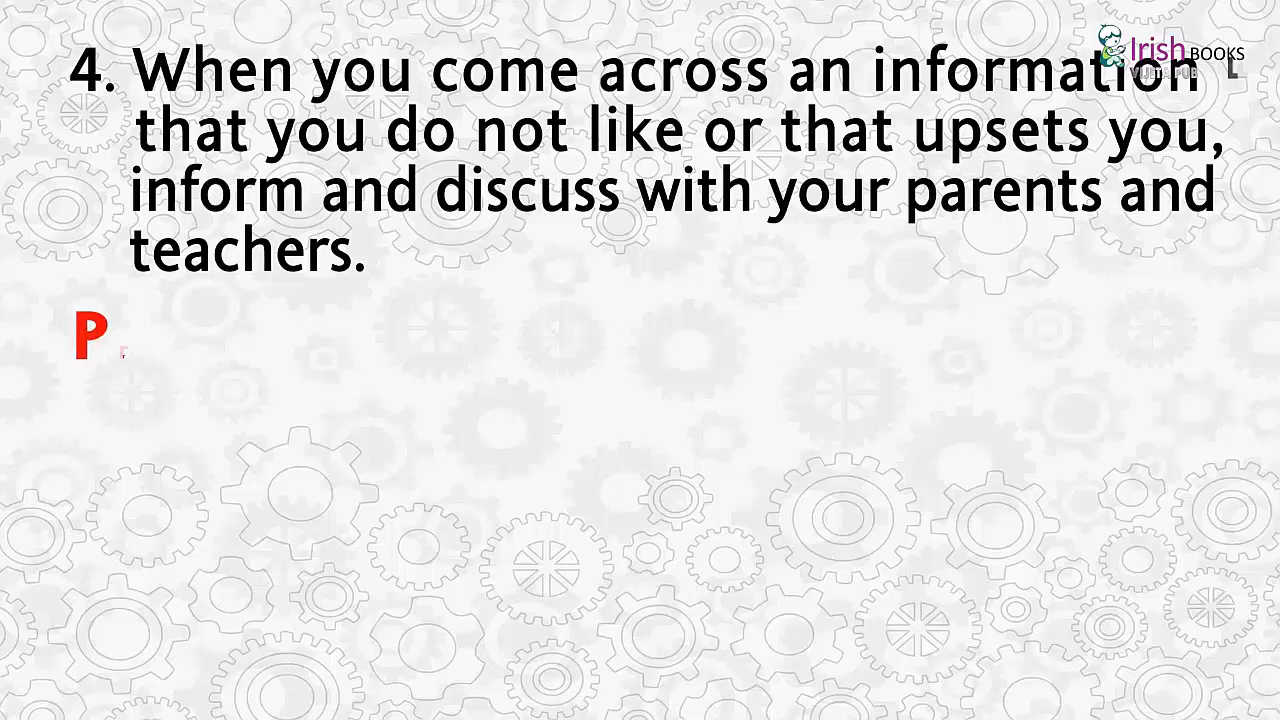 Irish BOOKS
4. When you come across an information
that you do not like or that upsets you,
inform and discuss with your parents and
teachers.
P